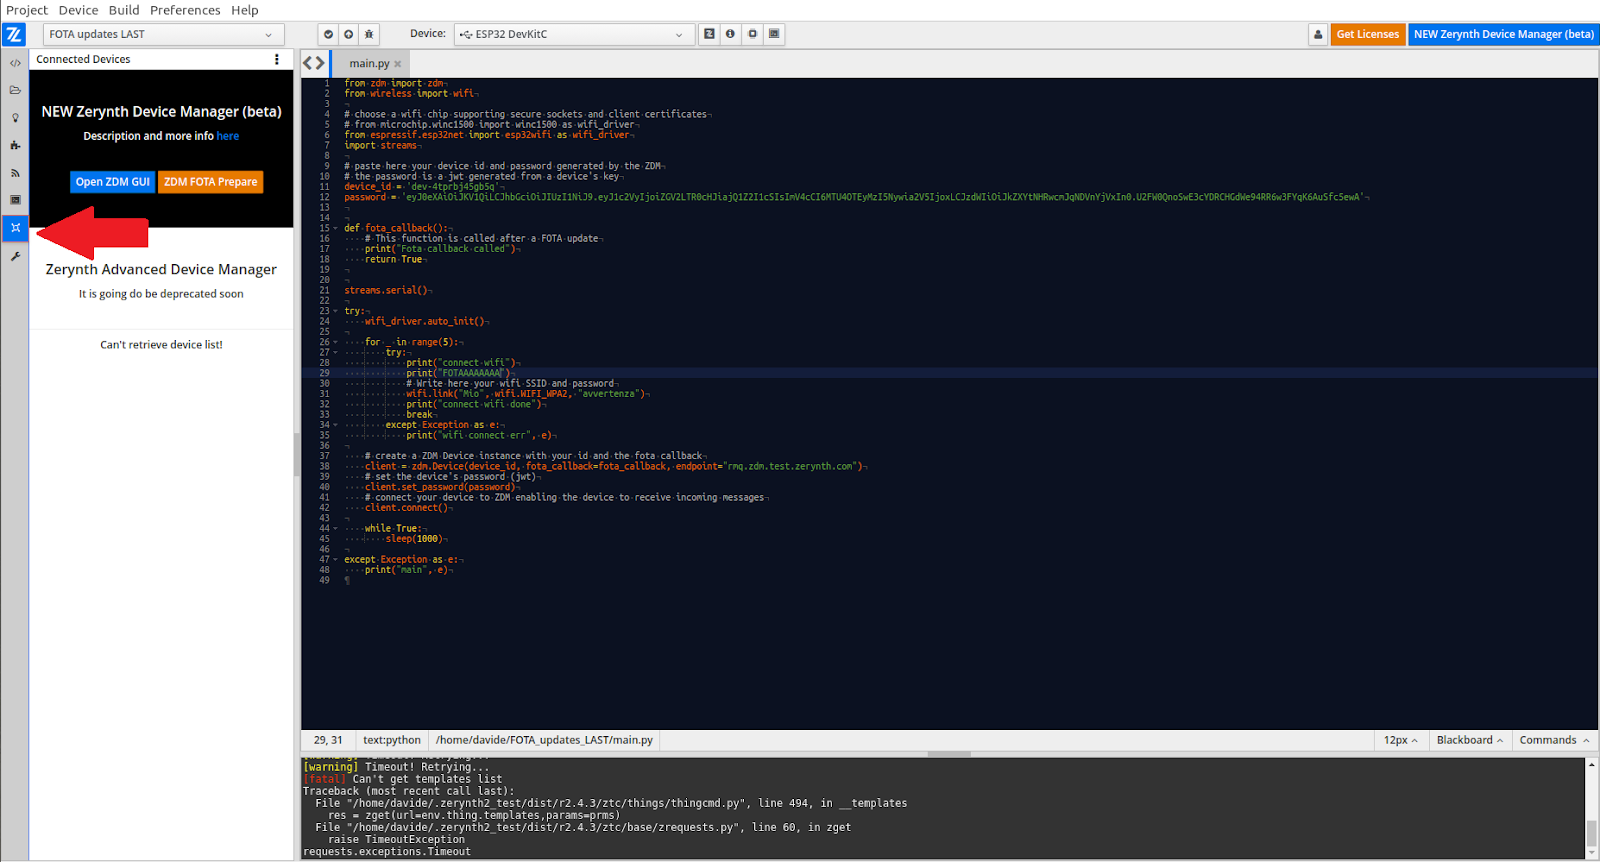 Project Device Build Preferences Help
FOTA updates LAST
Device: ESP32 DevKitC
Get Licenses
NEW Zerynth Device Manager (beta)
Connected Devices
NEW Zerynth Device Manager (beta)
Description and more info here
Open ZDM GUI
ZDM FOTA Prepare
Zerynth Advanced Device Manager
It is going do be deprecated soon
Can't retrieve device list!
main.py
1 from zdm import zdm
2 from wireless import wifi
3
4 # choose a wifi chip supporting secure sockets and client certificates
5 # from microchip.winc1500 import winc1500 as wifi_driver
6 from espressif.esp32net import esp32wifi as wifi_driver
7 import streams
8
9 # paste here your device id and password generated by the ZDM
10 # the password is a jwt generated from a device's key
11 device_id = 'dev-4tprbj45gb5q'
12 password =
13
14
15 def fota_callback():
16 # This function is called after a FOTA update
17 print("Fota callback called")
18 return True
19
20
21 streams.serial()
22
23 try:
24 wifi_driver.auto_init()
25
26 for _ in range(5):
27 try:
28 print("connect wifi")
29 print("FOTAAAAAAAA")
30 # Write here your wifi SSID and password
31 wifi.link("Mio", wifi.WIFI_WPA2, "avvertenza")
32 print("connect wifi done")
33 break
34 except Exception as e:
35 print("wifi connect err", e)
36
37 # create a ZDM Device instance with your id and the fota callback
38 client = zdm.Device(device_id, fota_callback=fota_callback, endpoint="rmq.zdm.test.zerynth.com")
39 # set the device's password (jwt)
40 client.set_password(password)
41 # connect your device to ZDM enabling the device to receive incoming messages
42 client.connect()
43
44 while True:
45 sleep(1000)
46
47 except Exception as e:
48 print("main", e)
49
29, 31 text:python /home/davide/FOTA_updates_LAST/main.py 12px Blackboard Commands
[warning] Timeout! Retrying...
[warning] Timeout! Retrying...
[fatal] Can't get templates list
Traceback (most recent call last):
File "/home/davide/.zerynth2_test/dist/r2.4.3/ztc/things/thingcmd.py", line 494, in __templates
res = zget(url=env.thing.templates,params=prms)
File "/home/davide/.zerynth2_test/dist/r2.4.3/ztc/base/zrequests.py", line 60, in zget
raise TimeoutException
requests.exceptions.Timeout